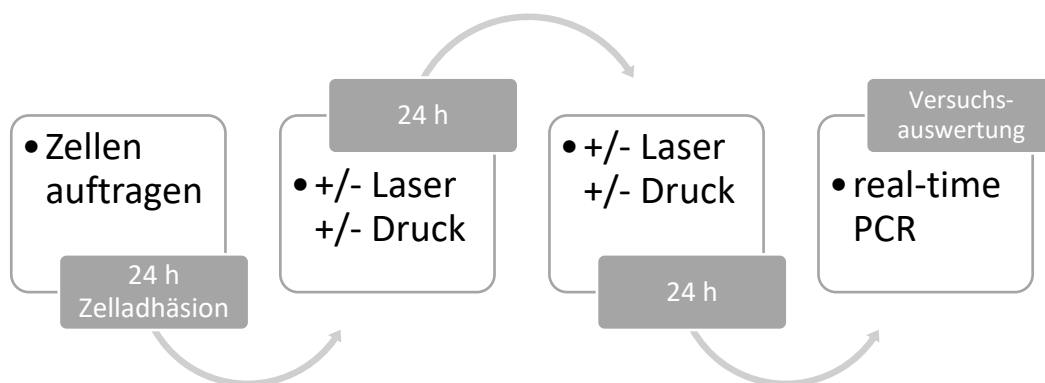 • Zellen
auftragen
24 h
Zelladhäsion
24 h
• +/- Laser
+/- Druck
• +/- Laser
+/- Druck
24 h
Versuchs-
auswertung
• real-time
PCR